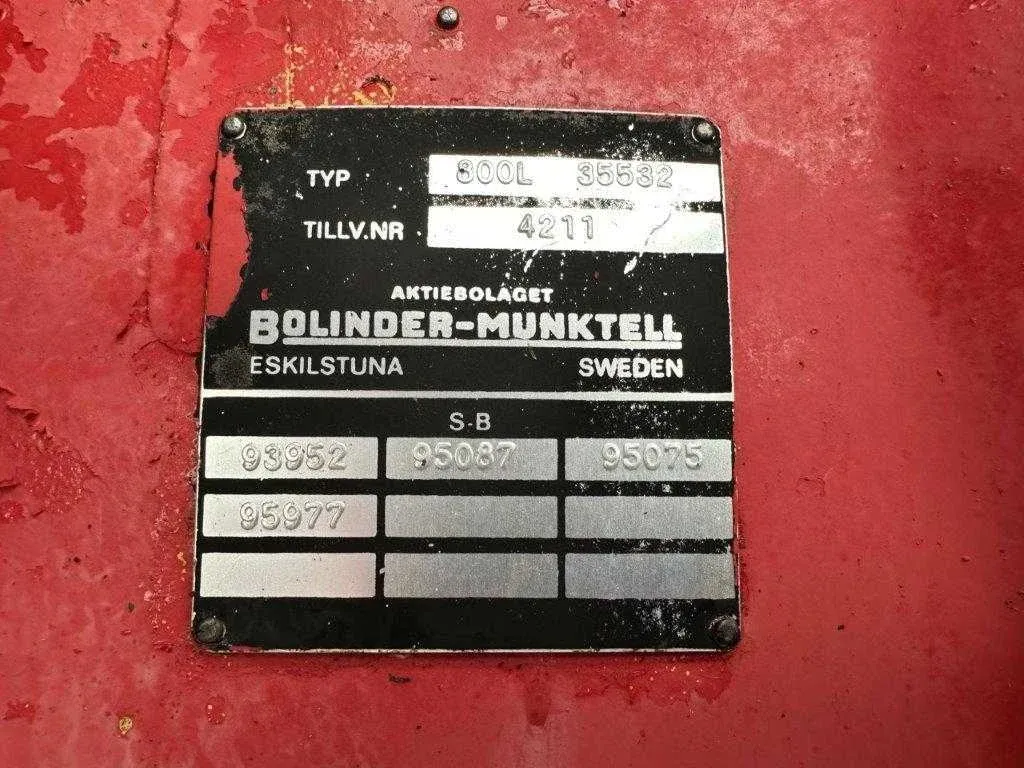 TYP 800L 35532
TILLV.NR 4211
AKTIEBOLAGET
BOLINDER-MUNKTELL
ESKILSTUNA SWEDEN
S-B
93952 95087 95075
95977